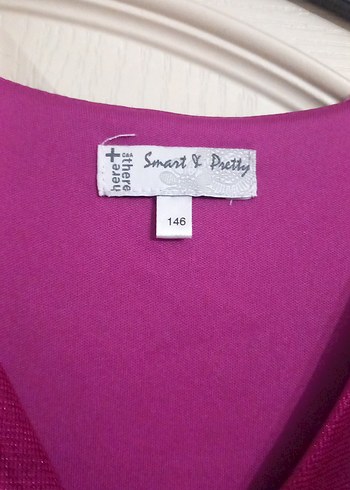 here + there
C&A
Smart & Pretty
146